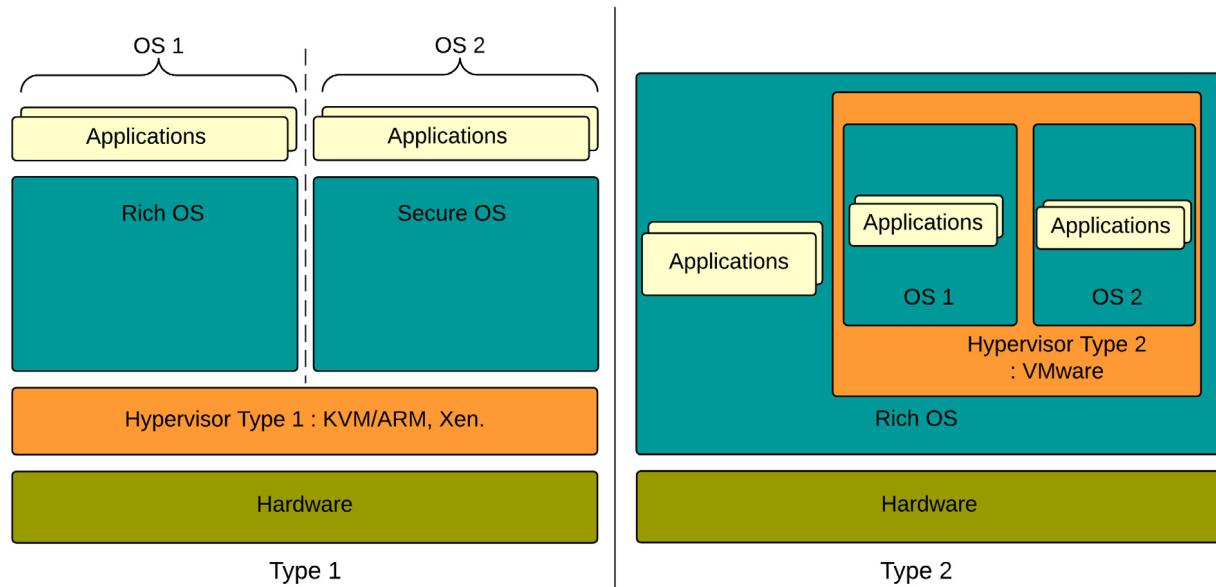 OS 1
OS 2
Applications
Applications
Rich OS
Secure OS
Hypervisor Type 1 : KVM/ARM, Xen.
Hardware
Type 1
Applications
Applications
Applications
OS 1
OS 2
Hypervisor Type 2
: VMware
Rich OS
Hardware
Type 2